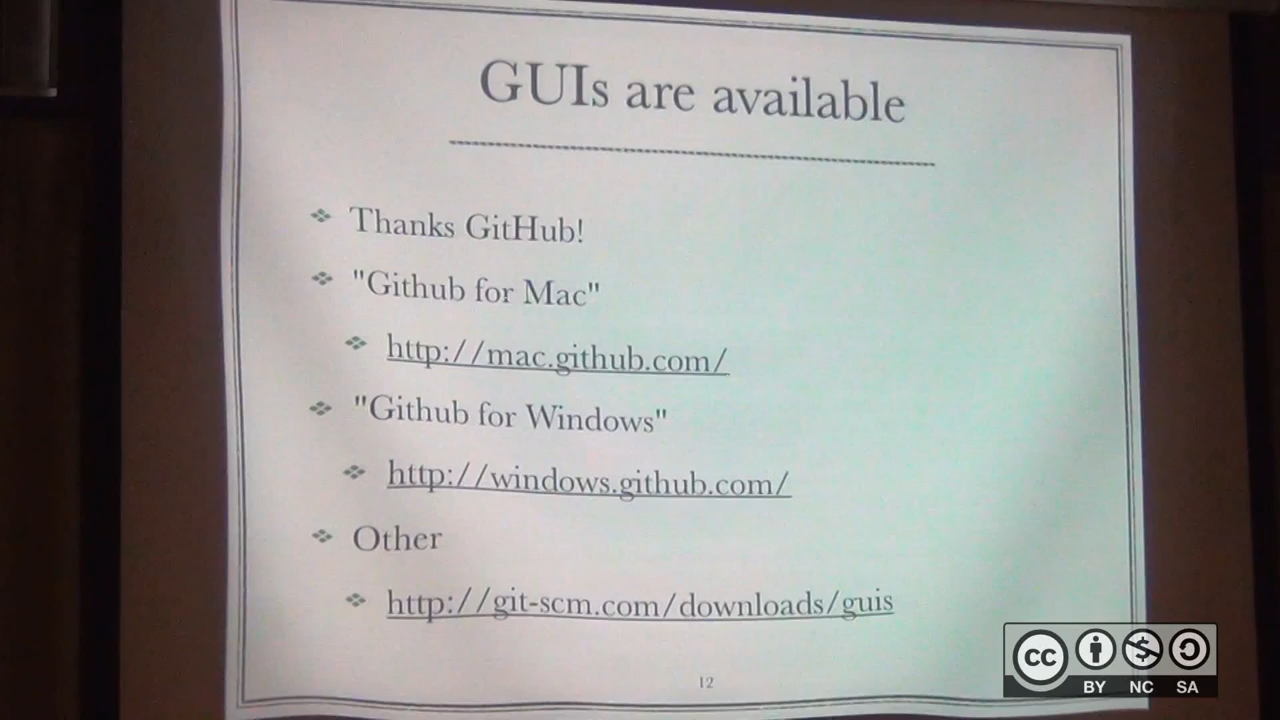 GUIs are available
Thanks GitHub!
"Github for Mac"
http://mac.github.com/
"Github for Windows"
http://windows.github.com/
Other
http://git-scm.com/downloads/guis
12
cc
BY NC SA